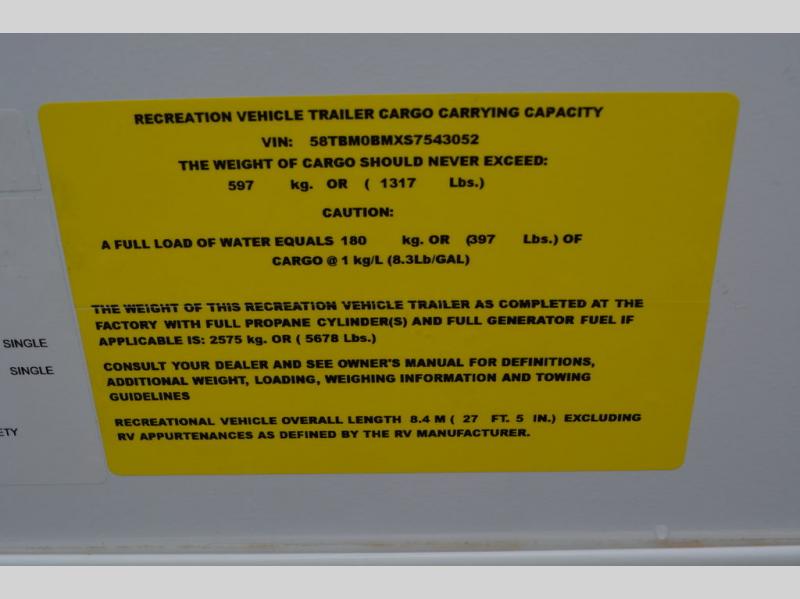 RECREATION VEHICLE TRAILER CARGO CARRYING CAPACITY
VIN: 58TBM0BMXS7543052
THE WEIGHT OF CARGO SHOULD NEVER EXCEED:
597 kg. OR ( 1317 Lbs.)
CAUTION:
A FULL LOAD OF WATER EQUALS 180 kg. OR (397 Lbs.) OF
CARGO @ 1 kg/L (8.3Lb/GAL)
THE WEIGHT OF THIS RECREATION VEHICLE TRAILER AS COMPLETED AT THE
FACTORY WITH FULL PROPANE CYLINDER(S) AND FULL GENERATOR FUEL IF
APPLICABLE IS: 2575 kg. OR ( 5678 Lbs.)
CONSULT YOUR DEALER AND SEE OWNER'S MANUAL FOR DEFINITIONS,
ADDITIONAL WEIGHT, LOADING, WEIGHING INFORMATION AND TOWING
GUIDELINES
RECREATIONAL VEHICLE OVERALL LENGTH 8.4 M ( 27 FT. 5 IN.) EXCLUDING
RV APPURTENANCES AS DEFINED BY THE RV MANUFACTURER.
SINGLE
SINGLE